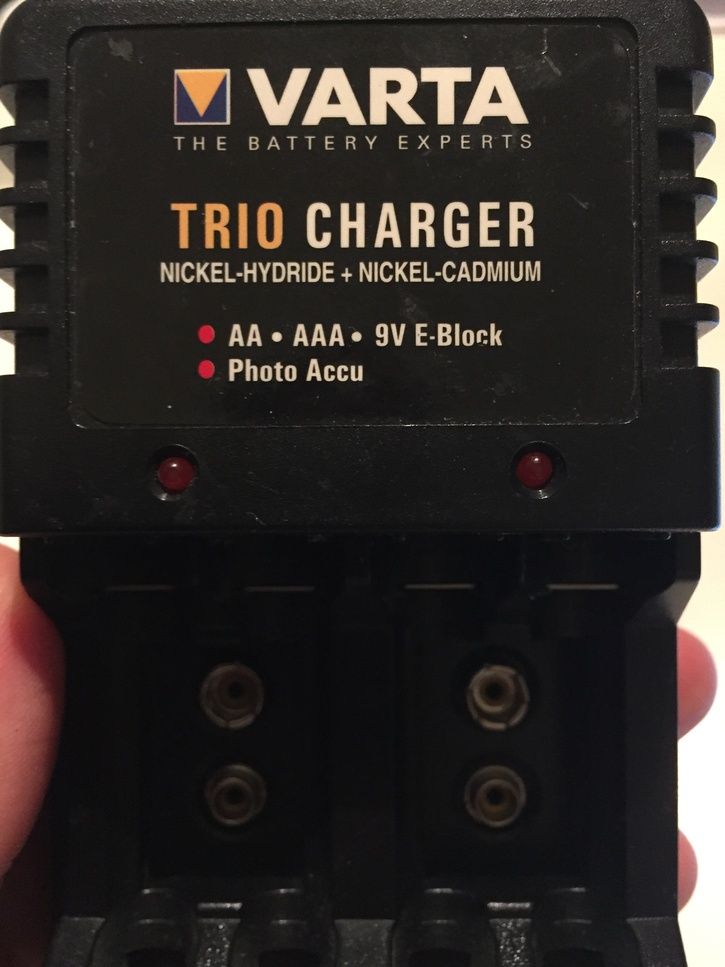 VARTA
THE BATTERY EXPERTS
TRIO CHARGER
NICKEL-HYDRIDE + NICKEL-CADMIUM
• AA • AAA • 9V E-Block
• Photo Accu